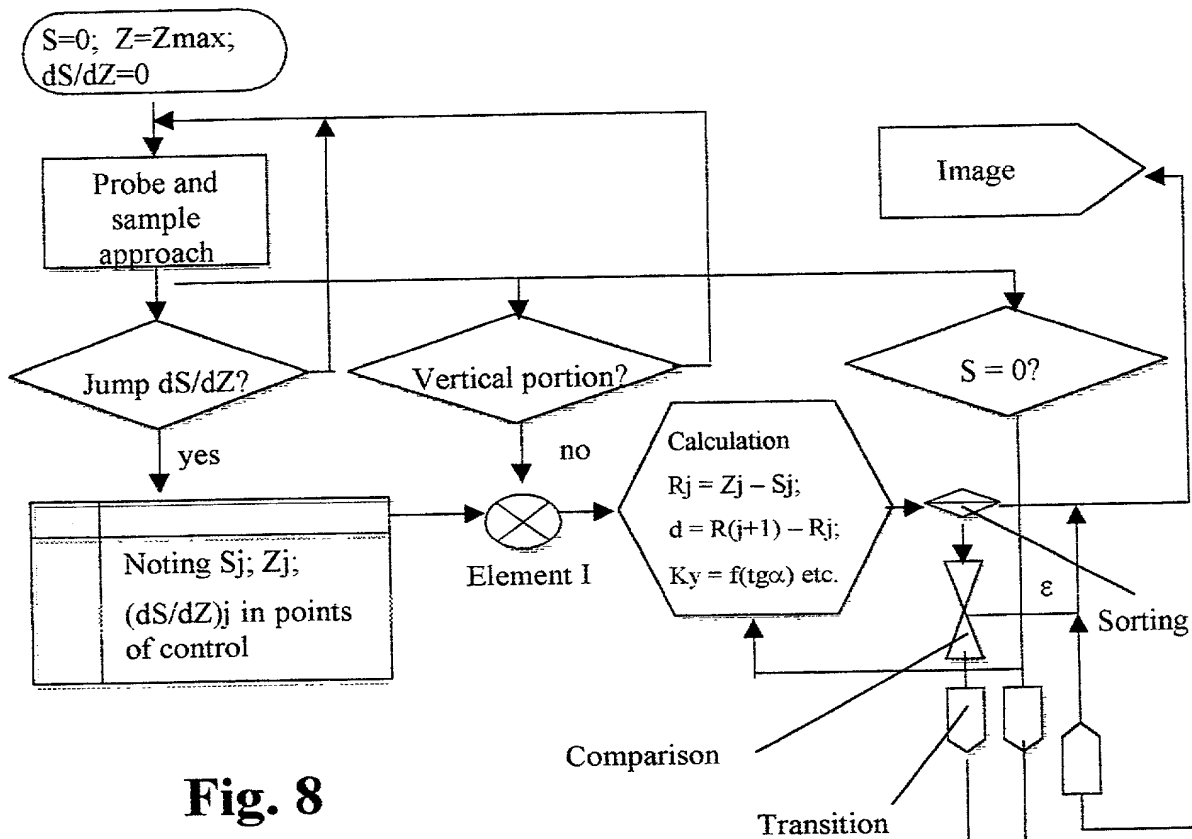 S=0; Z=Zmax;
dS/dZ=0
Probe and
sample
approach
Image
Jump dS/dZ?
Vertical portion?
S = 0?
yes
no
Noting Sj; Zj;
(dS/dZ)j in points
of control
Element I
Calculation
Rj = Zj – Sj;
d = R(j+1) – Rj;
Ky = f(tgα) etc.
ε
Sorting
Comparison
Transition
Fig. 8